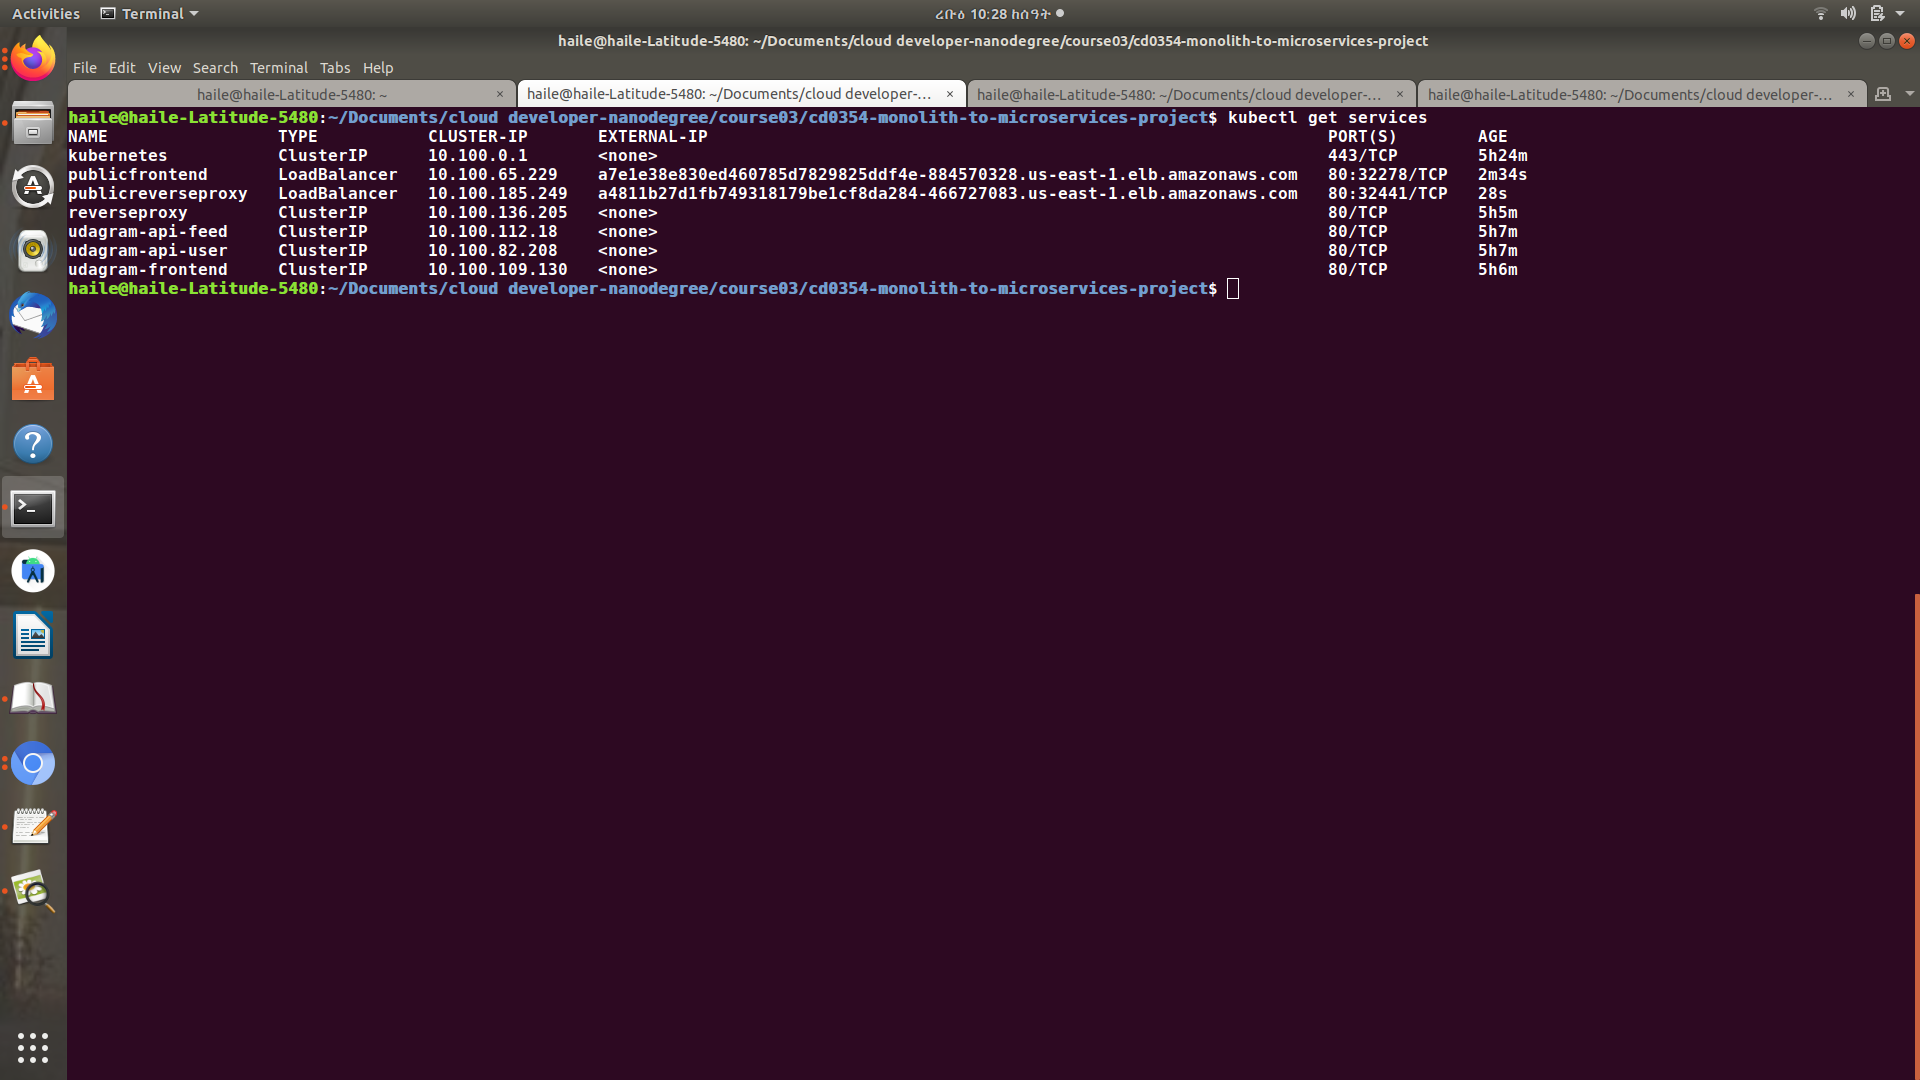 Activities Terminal ረቡዕ 10:28 ከሰዓት
haile@haile-Latitude-5480: ~/Documents/cloud developer-nanodegree/course03/cd0354-monolith-to-microservices-project
File Edit View Search Terminal Tabs Help
haile@haile-Latitude-5480: ~ × haile@haile-Latitude-5480: ~/Documents/cloud developer-... × haile@haile-Latitude-5480: ~/Documents/cloud developer-... × haile@haile-Latitude-5480: ~/Documents/cloud developer-... ×
haile@haile-Latitude-5480:~/Documents/cloud developer-nanodegree/course03/cd0354-monolith-to-microservices-project$ kubectl get services
NAME TYPE CLUSTER-IP EXTERNAL-IP PORT(S) AGE
kubernetes ClusterIP 10.100.0.1 <none> 443/TCP 5h24m
publicfrontend LoadBalancer 10.100.65.229 a7e1e38e830ed460785d7829825ddf4e-884570328.us-east-1.elb.amazonaws.com 80:32278/TCP 2m34s
publicreverseproxy LoadBalancer 10.100.185.249 a4811b27d1fb749318179be1cf8da284-466727083.us-east-1.elb.amazonaws.com 80:32441/TCP 28s
reverseproxy ClusterIP 10.100.136.205 <none> 80/TCP 5h5m
udagram-api-feed ClusterIP 10.100.112.18 <none> 80/TCP 5h7m
udagram-api-user ClusterIP 10.100.82.208 <none> 80/TCP 5h7m
udagram-frontend ClusterIP 10.100.109.130 <none> 80/TCP 5h6m
haile@haile-Latitude-5480:~/Documents/cloud developer-nanodegree/course03/cd0354-monolith-to-microservices-project$